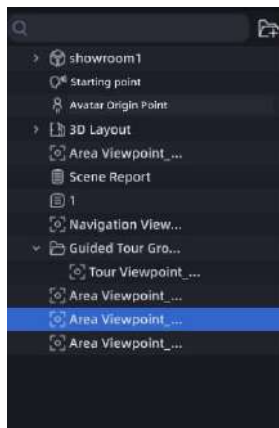 showroom1
Starting point
Avatar Origin Point
3D Layout
Area Viewpoint_...
Scene Report
1
Navigation View...
Guided Tour Gro...
Tour Viewpoint_...
Area Viewpoint_...
Area Viewpoint_...
Area Viewpoint_...